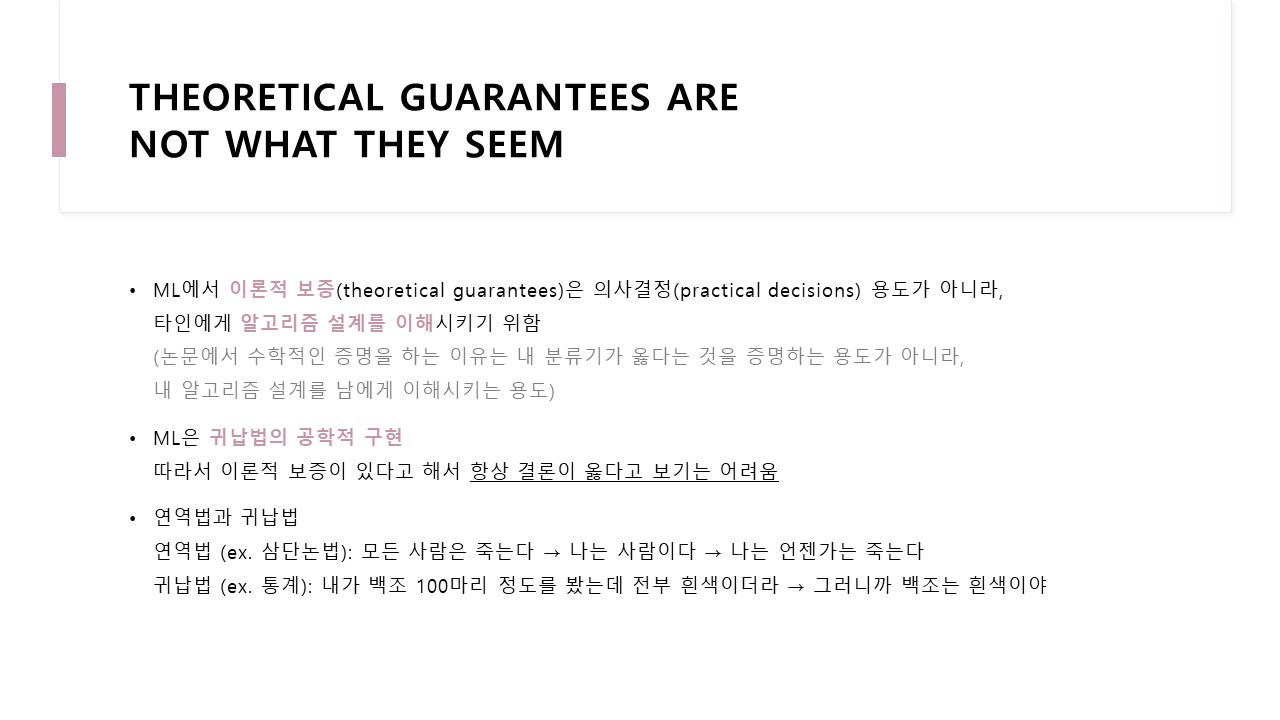 THEORETICAL GUARANTEES ARE
NOT WHAT THEY SEEM
• ML에서 이론적 보증(theoretical guarantees)은 의사결정(practical decisions) 용도가 아니라,
타인에게 알고리즘 설계를 이해시키기 위함
(논문에서 수학적인 증명을 하는 이유는 내 분류기가 옳다는 것을 증명하는 용도가 아니라,
내 알고리즘 설계를 남에게 이해시키는 용도)
• ML은 귀납법의 공학적 구현
따라서 이론적 보증이 있다고 해서 항상 결론이 옳다고 보기는 어려움
• 연역법과 귀납법
연역법 (ex. 삼단논법): 모든 사람은 죽는다 → 나는 사람이다 → 나는 언젠가는 죽는다
귀납법 (ex. 통계): 내가 백조 100마리 정도를 봤는데 전부 흰색이더라 → 그러니까 백조는 흰색이야